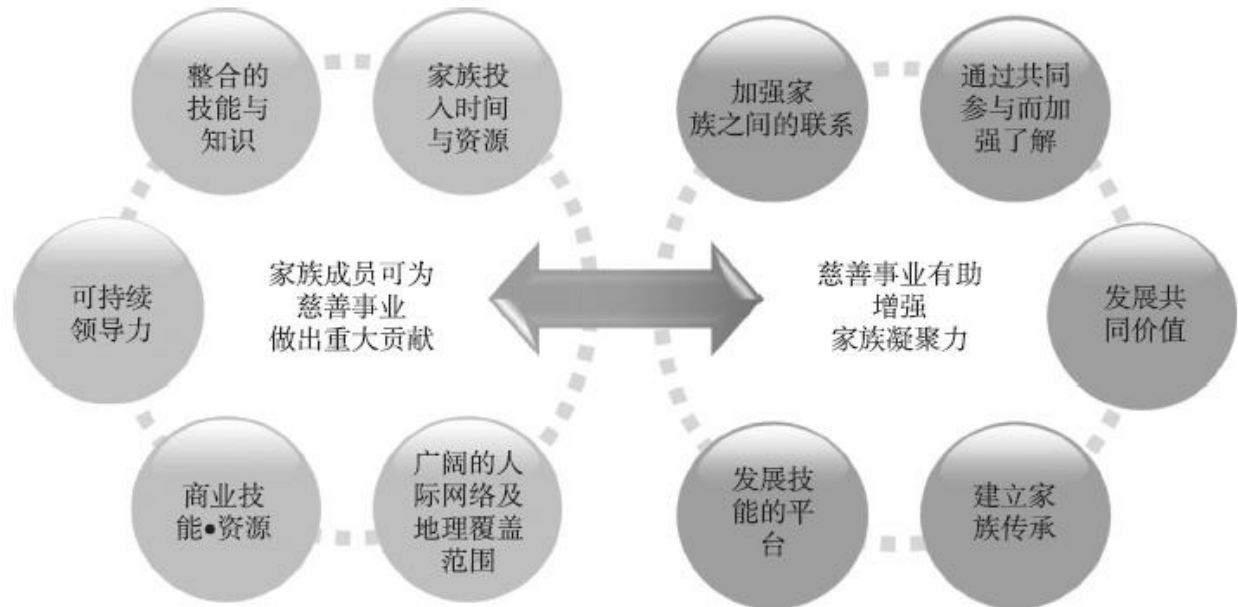 整合的
技能与
知识
家族投
入时间
与资源
可持续
领导力
家族成员可为
慈善事业
做出重大贡献
商业技
能•资源
广阔的人
际网络及
地理覆盖
范围
加强家
族之间的联系
通过共同
参与而加
强了解
慈善事业有助
增强
家族凝聚力
发展共
同价值
发展技
能的平
台
建立家
族传承